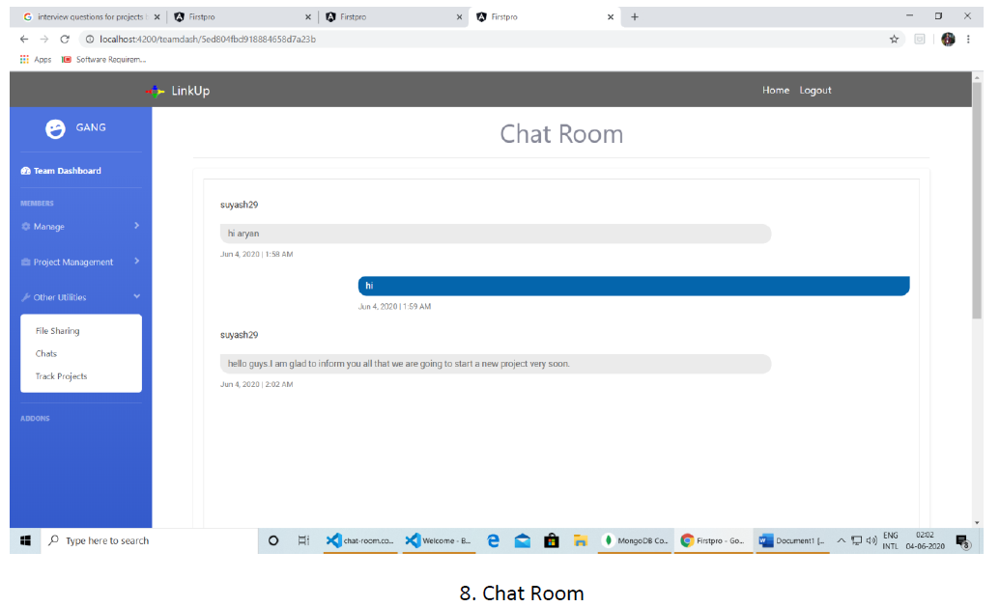 interview questions for projects
Firstpro
Firstpro
Firstpro
localhost:4200/teamdash/5ed804fbd918884658d7a23b
Apps
Software Requirem...
LinkUp
Home Logout
GANG
Team Dashboard
MEMBERS
Manage
Project Management
Other Utilities
File Sharing
Chats
Track Projects
ADDONS
Chat Room
suyash29
hi aryan
Jun 4, 2020 | 1:58 AM
hi
Jun 4, 2020 | 1:59 AM
suyash29
hello guys.I am glad to inform you all that we are going to start a new project very soon.
Jun 4, 2020 | 2:02 AM
Type here to search
chat-room.co...
Welcome - B...
MongoDB Co...
Firstpro - Go...
Document1 [...
ENG
INTL
02:02
04-06-2020
3
8. Chat Room